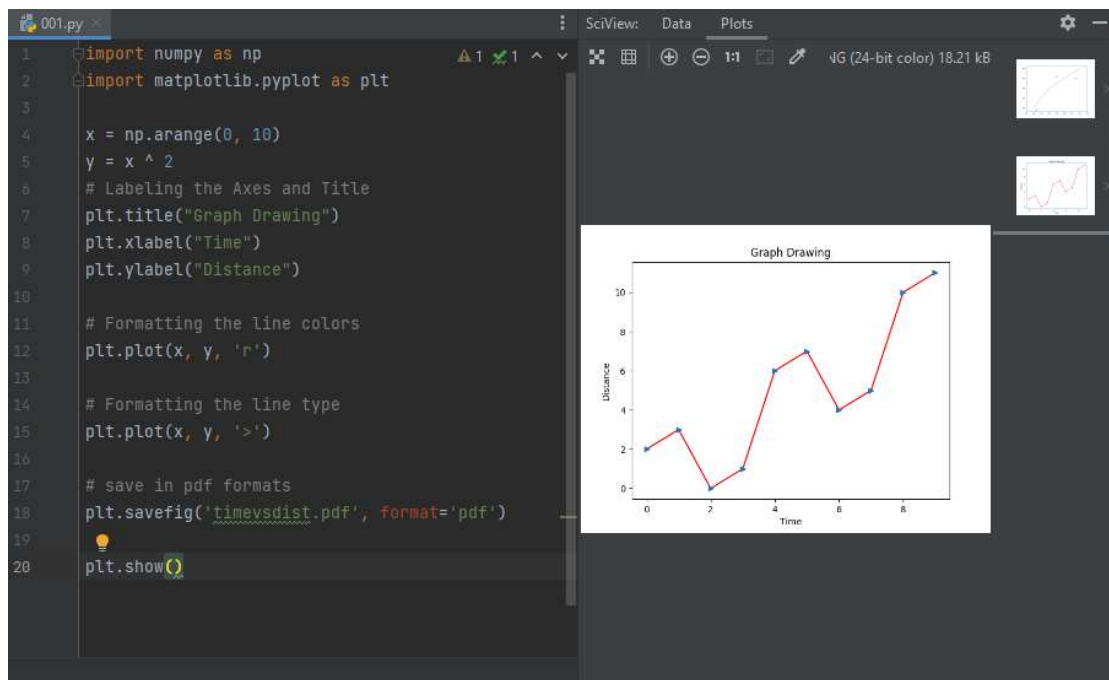 001.py
1 import numpy as np
2 import matplotlib.pyplot as plt
3
4 x = np.arange(0, 10)
5 y = x ^ 2
6 # Labeling the Axes and Title
7 plt.title("Graph Drawing")
8 plt.xlabel("Time")
9 plt.ylabel("Distance")
10
11 # Formatting the line colors
12 plt.plot(x, y, 'r')
13
14 # Formatting the line type
15 plt.plot(x, y, '>')
16
17 # save in pdf formats
18 plt.savefig('timevsdist.pdf', format='pdf')
19
20 plt.show()
1 1
SciView: Data Plots
1:1 NG (24-bit color) 18.21 kB
Graph Drawing
Distance
10
8
6
4
2
0
0 2 4 6 8
Time